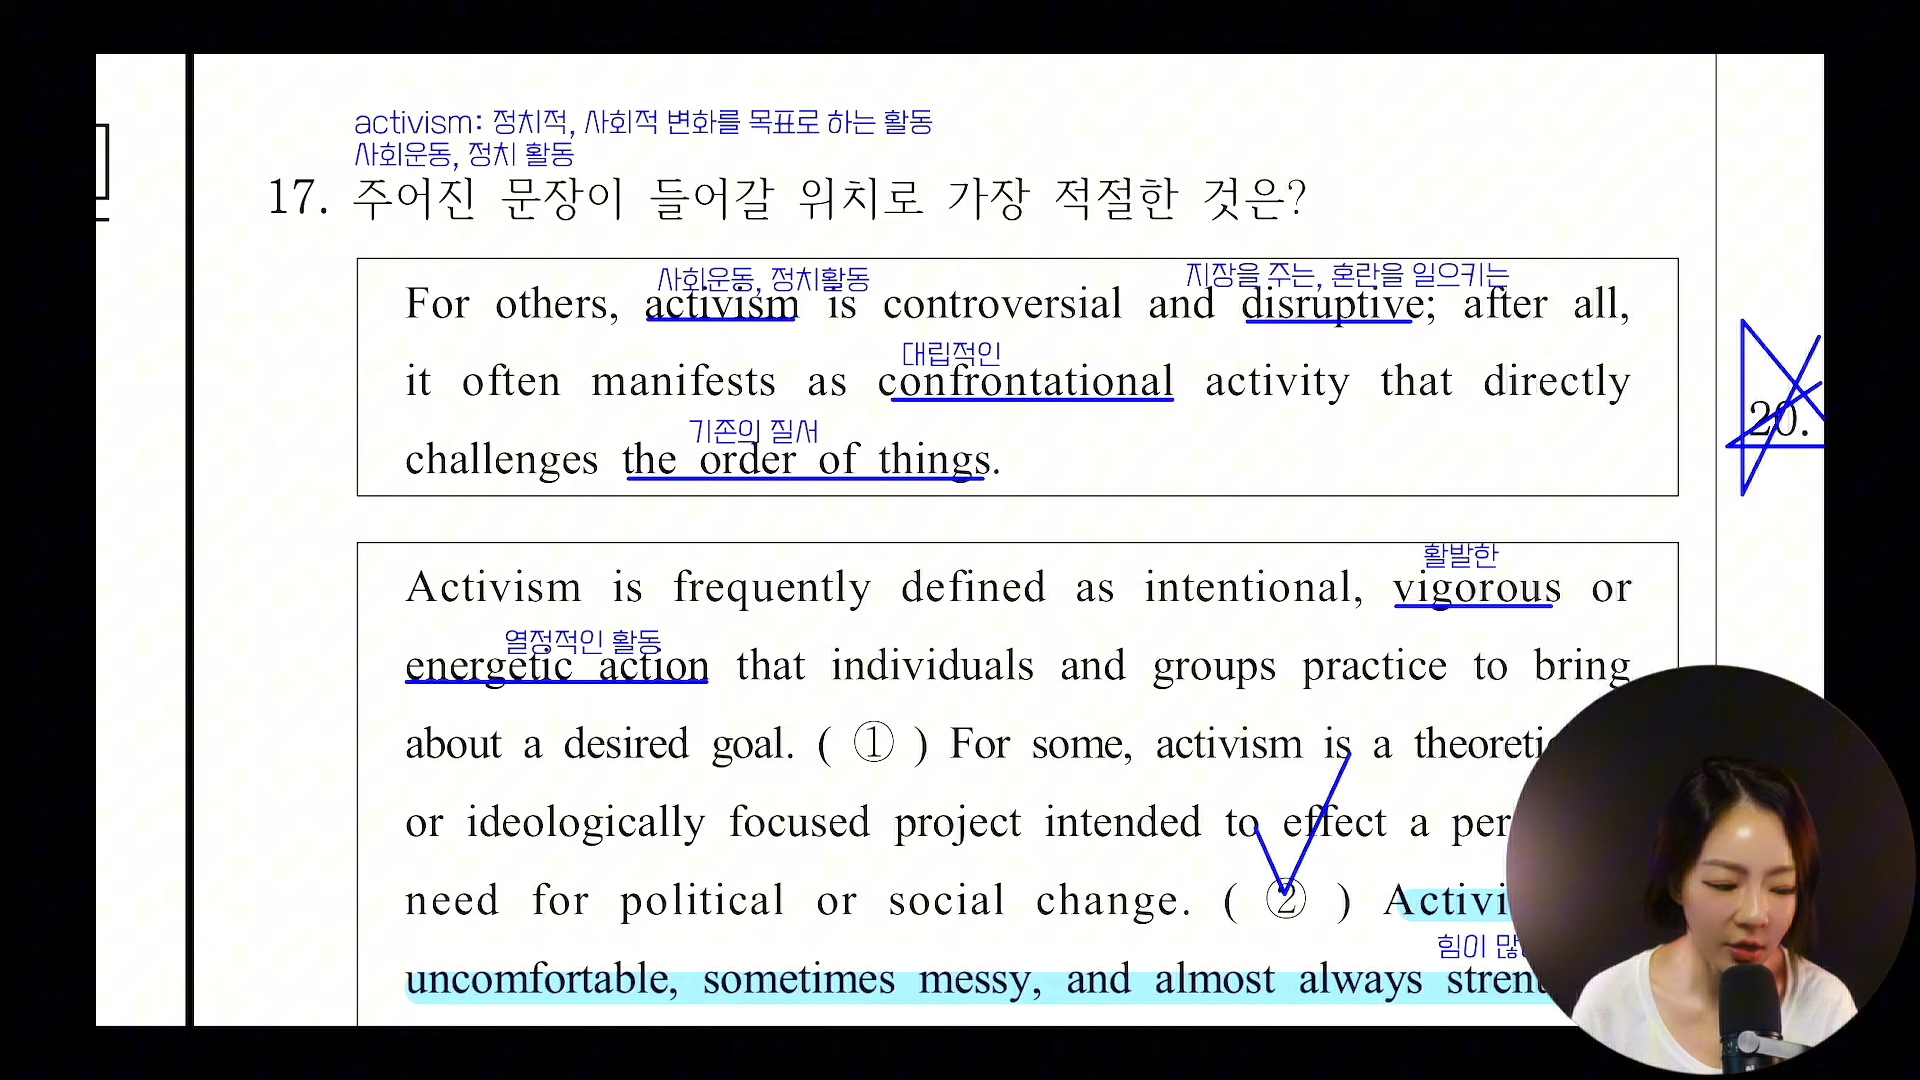 activism: 정치적, 사회적 변화를 목표로 하는 활동
사회운동, 정치 활동
17. 주어진 문장이 들어갈 위치로 가장 적절한 것은?
사회운동, 정치활동
지장을 주는, 혼란을 일으키는
For others, activism is controversial and disruptive; after all,
대립적인
it often manifests as confrontational activity that directly
기존의 질서
challenges the order of things.
20.
활발한
Activism is frequently defined as intentional, vigorous or
열정적인 활동
energetic action that individuals and groups practice to bring
about a desired goal. ( ① ) For some, activism is a
or ideologically focused project intended to effect a
need for political or social change. ( ② )
힘이
uncomfortable, sometimes messy, and almost always